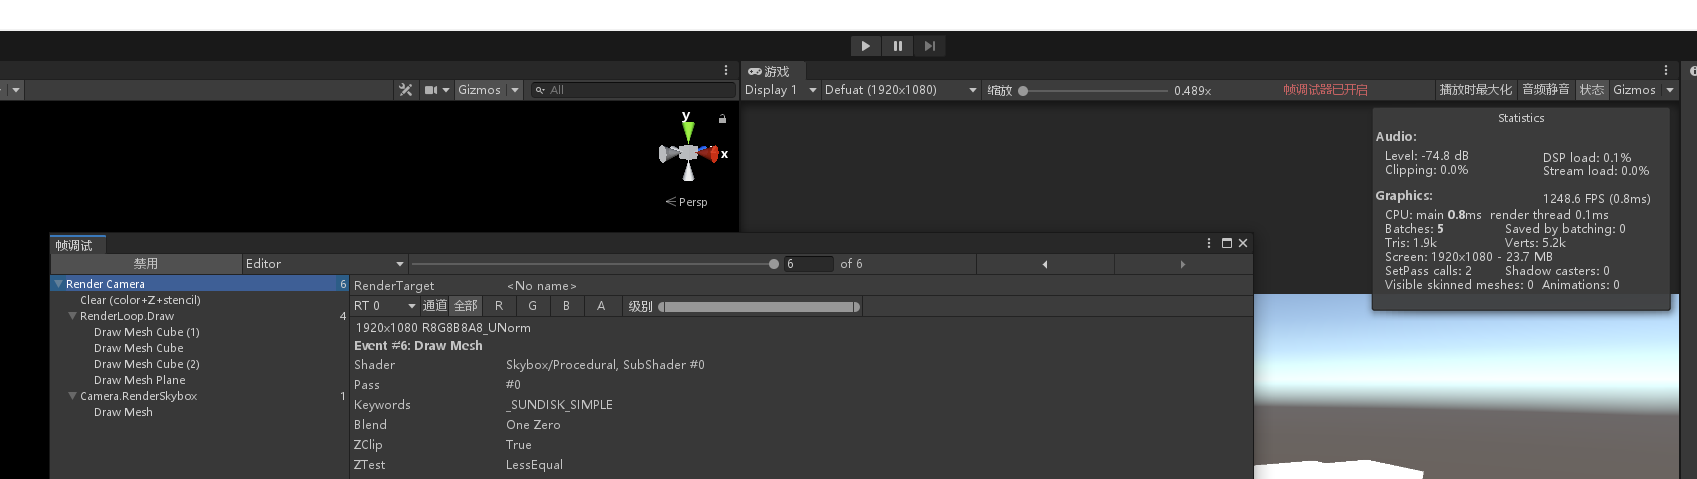 游戏
Gizmos
All
Display 1
Defuat (1920x1080)
缩放
0.489x
帧调试器已开启
播放时最大化
音频静音
状态
Gizmos
y
x
Persp
Statistics
Audio:
Level: -74.8 dB
DSP load: 0.1%
Clipping: 0.0%
Stream load: 0.0%
Graphics:
1248.6 FPS (0.8ms)
CPU: main 0.8ms render thread 0.1ms
Batches: 5
Saved by batching: 0
Tris: 1.9k
Verts: 5.2k
Screen: 1920x1080 - 23.7 MB
SetPass calls: 2
Shadow casters: 0
Visible skinned meshes: 0 Animations: 0
帧调试
禁用
Editor
6
of 6
Render Camera
6
Clear (color+Z+stencil)
RenderLoop.Draw
4
Draw Mesh Cube (1)
Draw Mesh Cube
Draw Mesh Cube (2)
Draw Mesh Plane
Camera.RenderSkybox
1
Draw Mesh
RenderTarget
<No name>
RT 0
通道
全部
R
G
B
A
级别
1920x1080 R8G8B8A8_UNorm
Event #6: Draw Mesh
Shader
Skybox/Procedural, SubShader #0
Pass
#0
Keywords
_SUNDISK_SIMPLE
Blend
One Zero
ZClip
True
ZTest
LessEqual